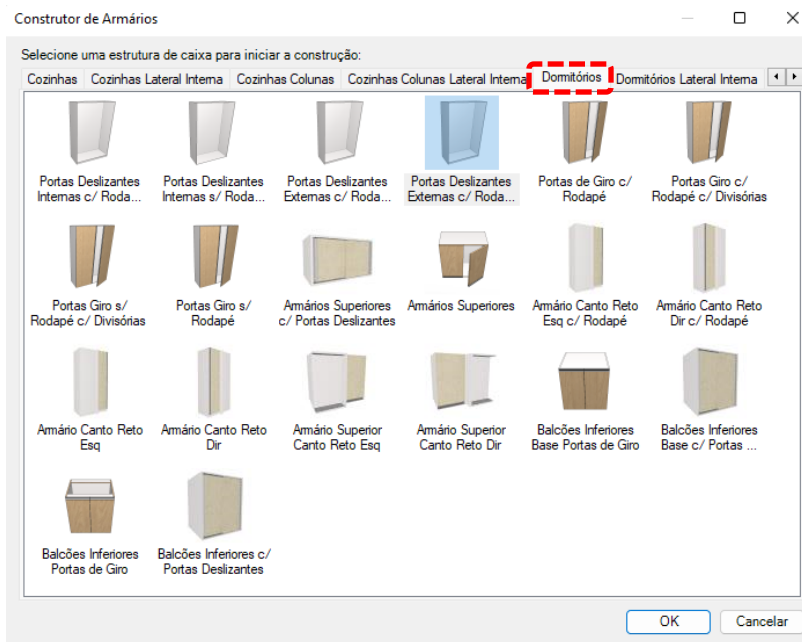 Construtor de Armários
Selecione uma estrutura de caixa para iniciar a construção:
Cozinhas Cozinhas Lateral Interna Cozinhas Colunas Cozinhas Colunas Lateral Interna Dormitórios Dormitórios Lateral Interna
Portas Deslizantes
Internas c/ Roda...
Portas Deslizantes
Internas s/ Roda...
Portas Deslizantes
Externas c/ Roda...
Portas Deslizantes
Externas c/ Roda...
Portas de Giro c/
Rodapé
Portas Giro c/
Rodapé c/ Divisórias
Portas Giro s/
Rodapé c/ Divisórias
Portas Giro s/
Rodapé
Armários Superiores
c/ Portas Deslizantes
Armários Superiores
Armário Canto Reto
Esq c/ Rodapé
Armário Canto Reto
Dir c/ Rodapé
Armário Canto Reto
Esq
Armário Canto Reto
Dir
Armário Superior
Canto Reto Esq
Armário Superior
Canto Reto Dir
Balcões Inferiores
Base Portas de Giro
Balcões Inferiores
Base c/ Portas ...
Balcões Inferiores
Portas de Giro
Balcões Inferiores c/
Portas Deslizantes
OK
Cancelar